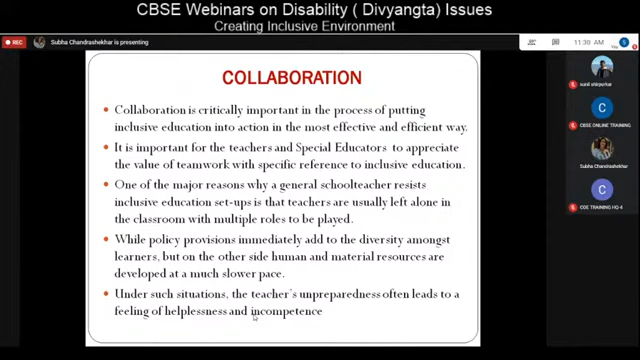 CBSE Webinars on Disability ( Divyangta) Issues
Creating Inclusive Environment
REC
Subha Chandrashekhar is presenting
11:30 AM
S
COLLABORATION
• Collaboration is critically important in the process of putting
inclusive education into action in the most effective and efficient way.
• It is important for the teachers and Special Educators to appreciate
the value of teamwork with specific reference to inclusive education.
• One of the major reasons why a general schoolteacher resists
inclusive education set-ups is that teachers are usually left alone in
the classroom with multiple roles to be played.
• While policy provisions immediately add to the diversity amongst
learners, but on the other side human and material resources are
developed at a much slower pace.
• Under such situations, the teacher's unpreparedness often leads to a
feeling of helplessness and incompetence
C
CBSE ONLINE TRAINING
Subha Chandrashekhar
C
COE TRAINING HQ 4